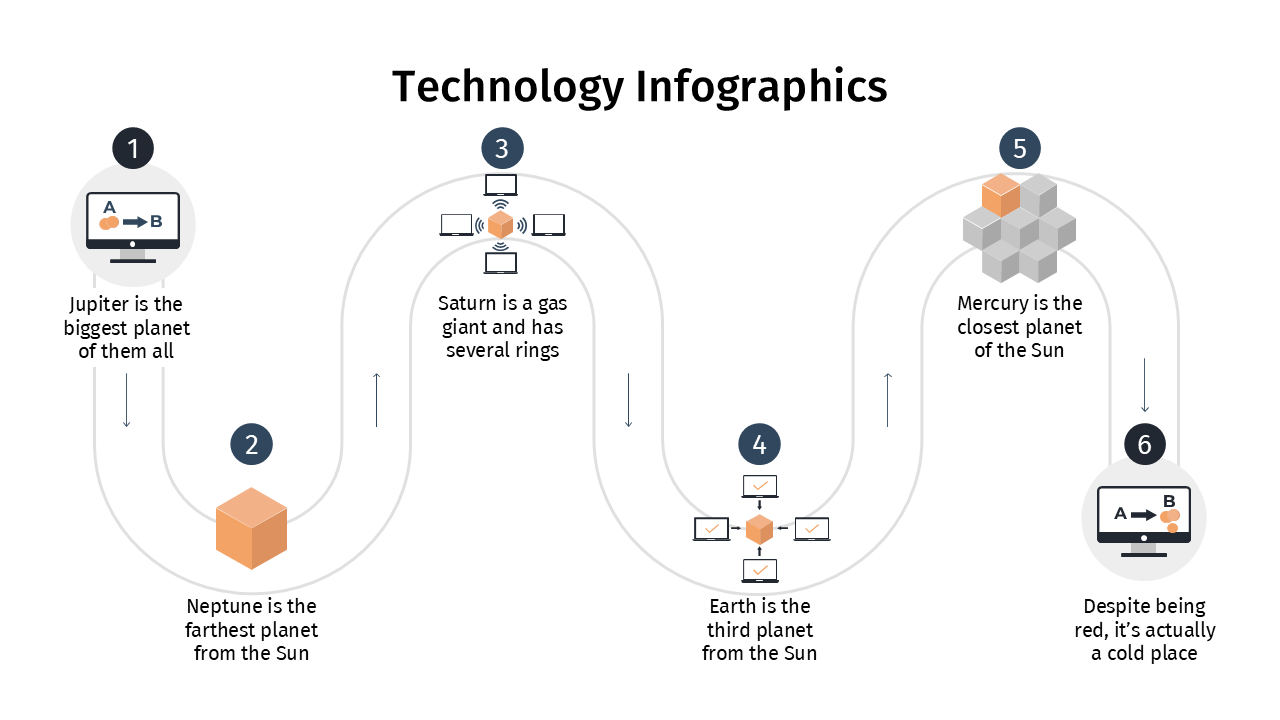 Technology Infographics
1
A
B
Jupiter is the
biggest planet
of them all
2
Neptune is the
farthest planet
from the Sun
3
Saturn is a gas
giant and has
several rings
4
Earth is the
third planet
from the Sun
5
Mercury is the
closest planet
of the Sun
6
B
A
Despite being
red, it’s actually
a cold place